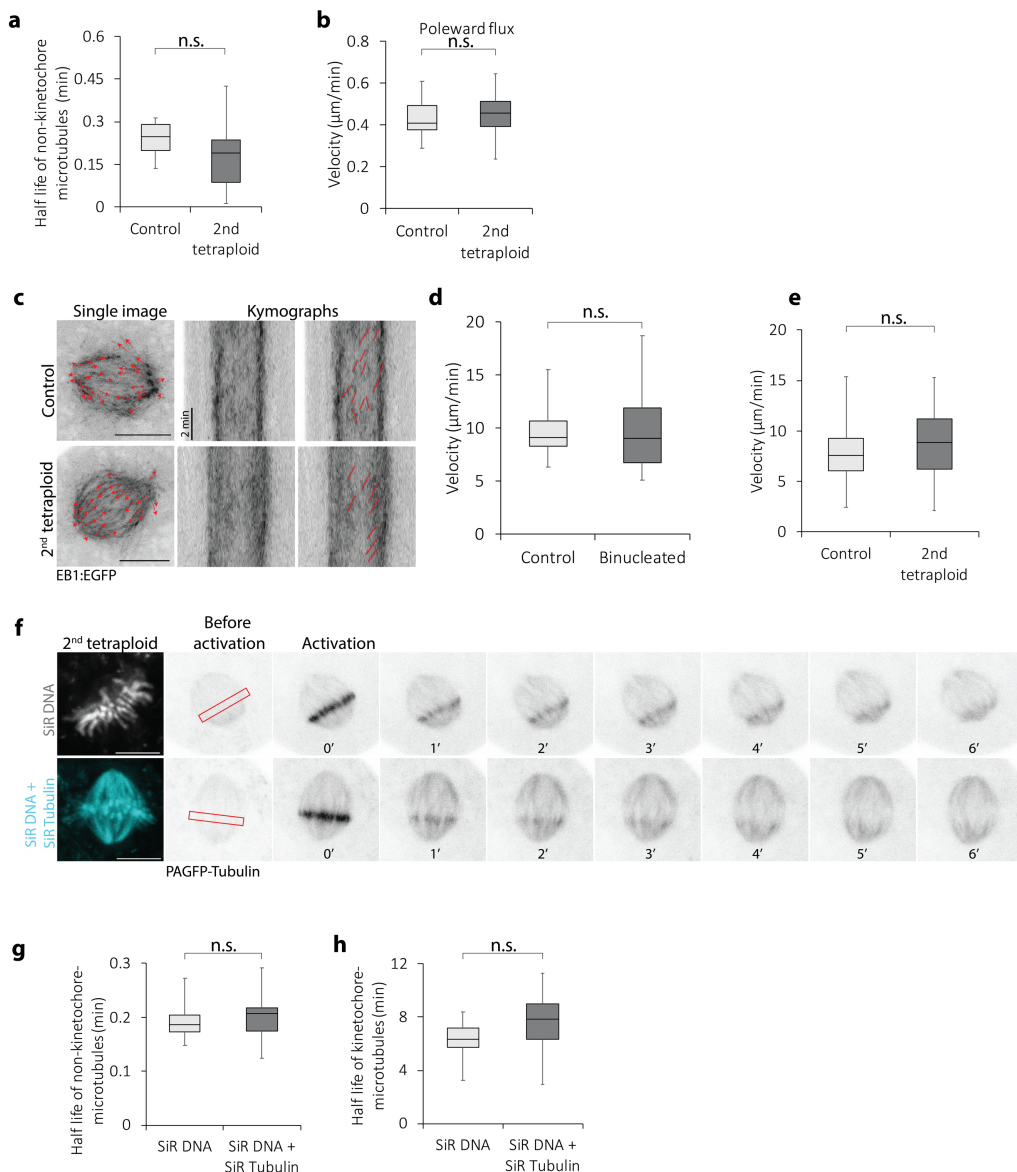 a
0.6
0.45
0.3
0.15
0
Half life of non-kinetochore
microtubules (min)
n.s.
Control
2nd
tetraploid
b
Poleward flux
n.s.
0.8
0.6
0.4
0.2
0
Velocity (μm/min)
Control
2nd
tetraploid
c
Single image
Kymographs
Control
2 min
2nd tetraploid
EB1:EGFP
d
n.s.
20
15
10
5
0
Velocity (μm/min)
Control
Binucleated
e
n.s.
20
15
10
5
0
Velocity (μm/min)
Control
2nd
tetraploid
f
2nd tetraploid
Before
activation
Activation
SiR DNA
0′ 1′ 2′ 3′ 4′ 5′ 6′
SiR DNA +
SiR Tubulin
0′ 1′ 2′ 3′ 4′ 5′ 6′
PAGFP-Tubulin
g
n.s.
0.3
0.2
0.1
0
Half life of non-kinetochore-
microtubules (min)
SiR DNA
SiR DNA +
SiR Tubulin
h
n.s.
12
8
4
0
Half life of kinetochore-
microtubules (min)
SiR DNA
SiR DNA +
SiR Tubulin